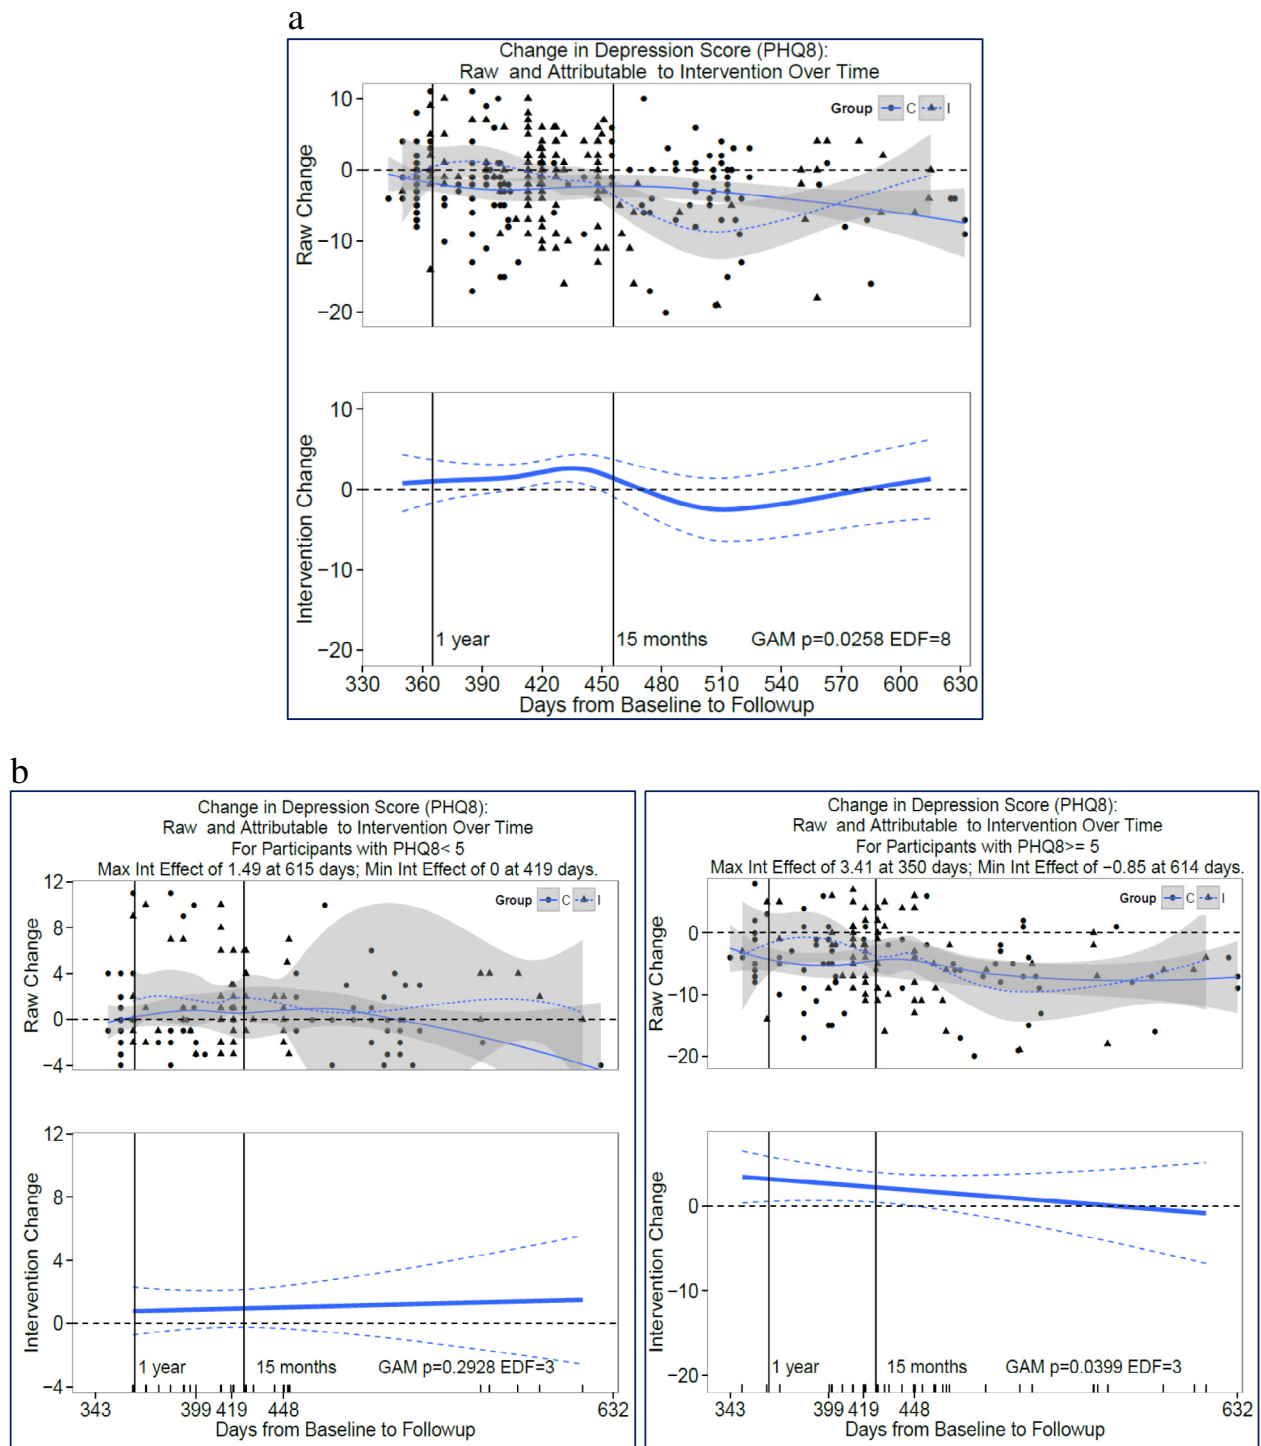 a
Change in Depression Score (PHQ8):
Raw and Attributable to Intervention Over Time
Group C I
Raw Change
10
0
−10
−20
Intervention Change
10
0
−10
−20
1 year
15 months
GAM p=0.0258 EDF=8
330 360 390 420 450 480 510 540 570 600 630
Days from Baseline to Followup
b
Change in Depression Score (PHQ8):
Raw and Attributable to Intervention Over Time
For Participants with PHQ8< 5
Max Int Effect of 1.49 at 615 days; Min Int Effect of 0 at 419 days.
Group C I
Raw Change
12
8
4
0
−4
Intervention Change
12
8
4
0
−4
1 year
15 months
GAM p=0.2928 EDF=3
343 399 419 448 632
Days from Baseline to Followup
Change in Depression Score (PHQ8):
Raw and Attributable to Intervention Over Time
For Participants with PHQ8>= 5
Max Int Effect of 3.41 at 350 days; Min Int Effect of −0.85 at 614 days.
Group C I
Raw Change
0
−10
−20
Intervention Change
0
−10
−20
1 year
15 months
GAM p=0.0399 EDF=3
343 399 419 448 632
Days from Baseline to Followup